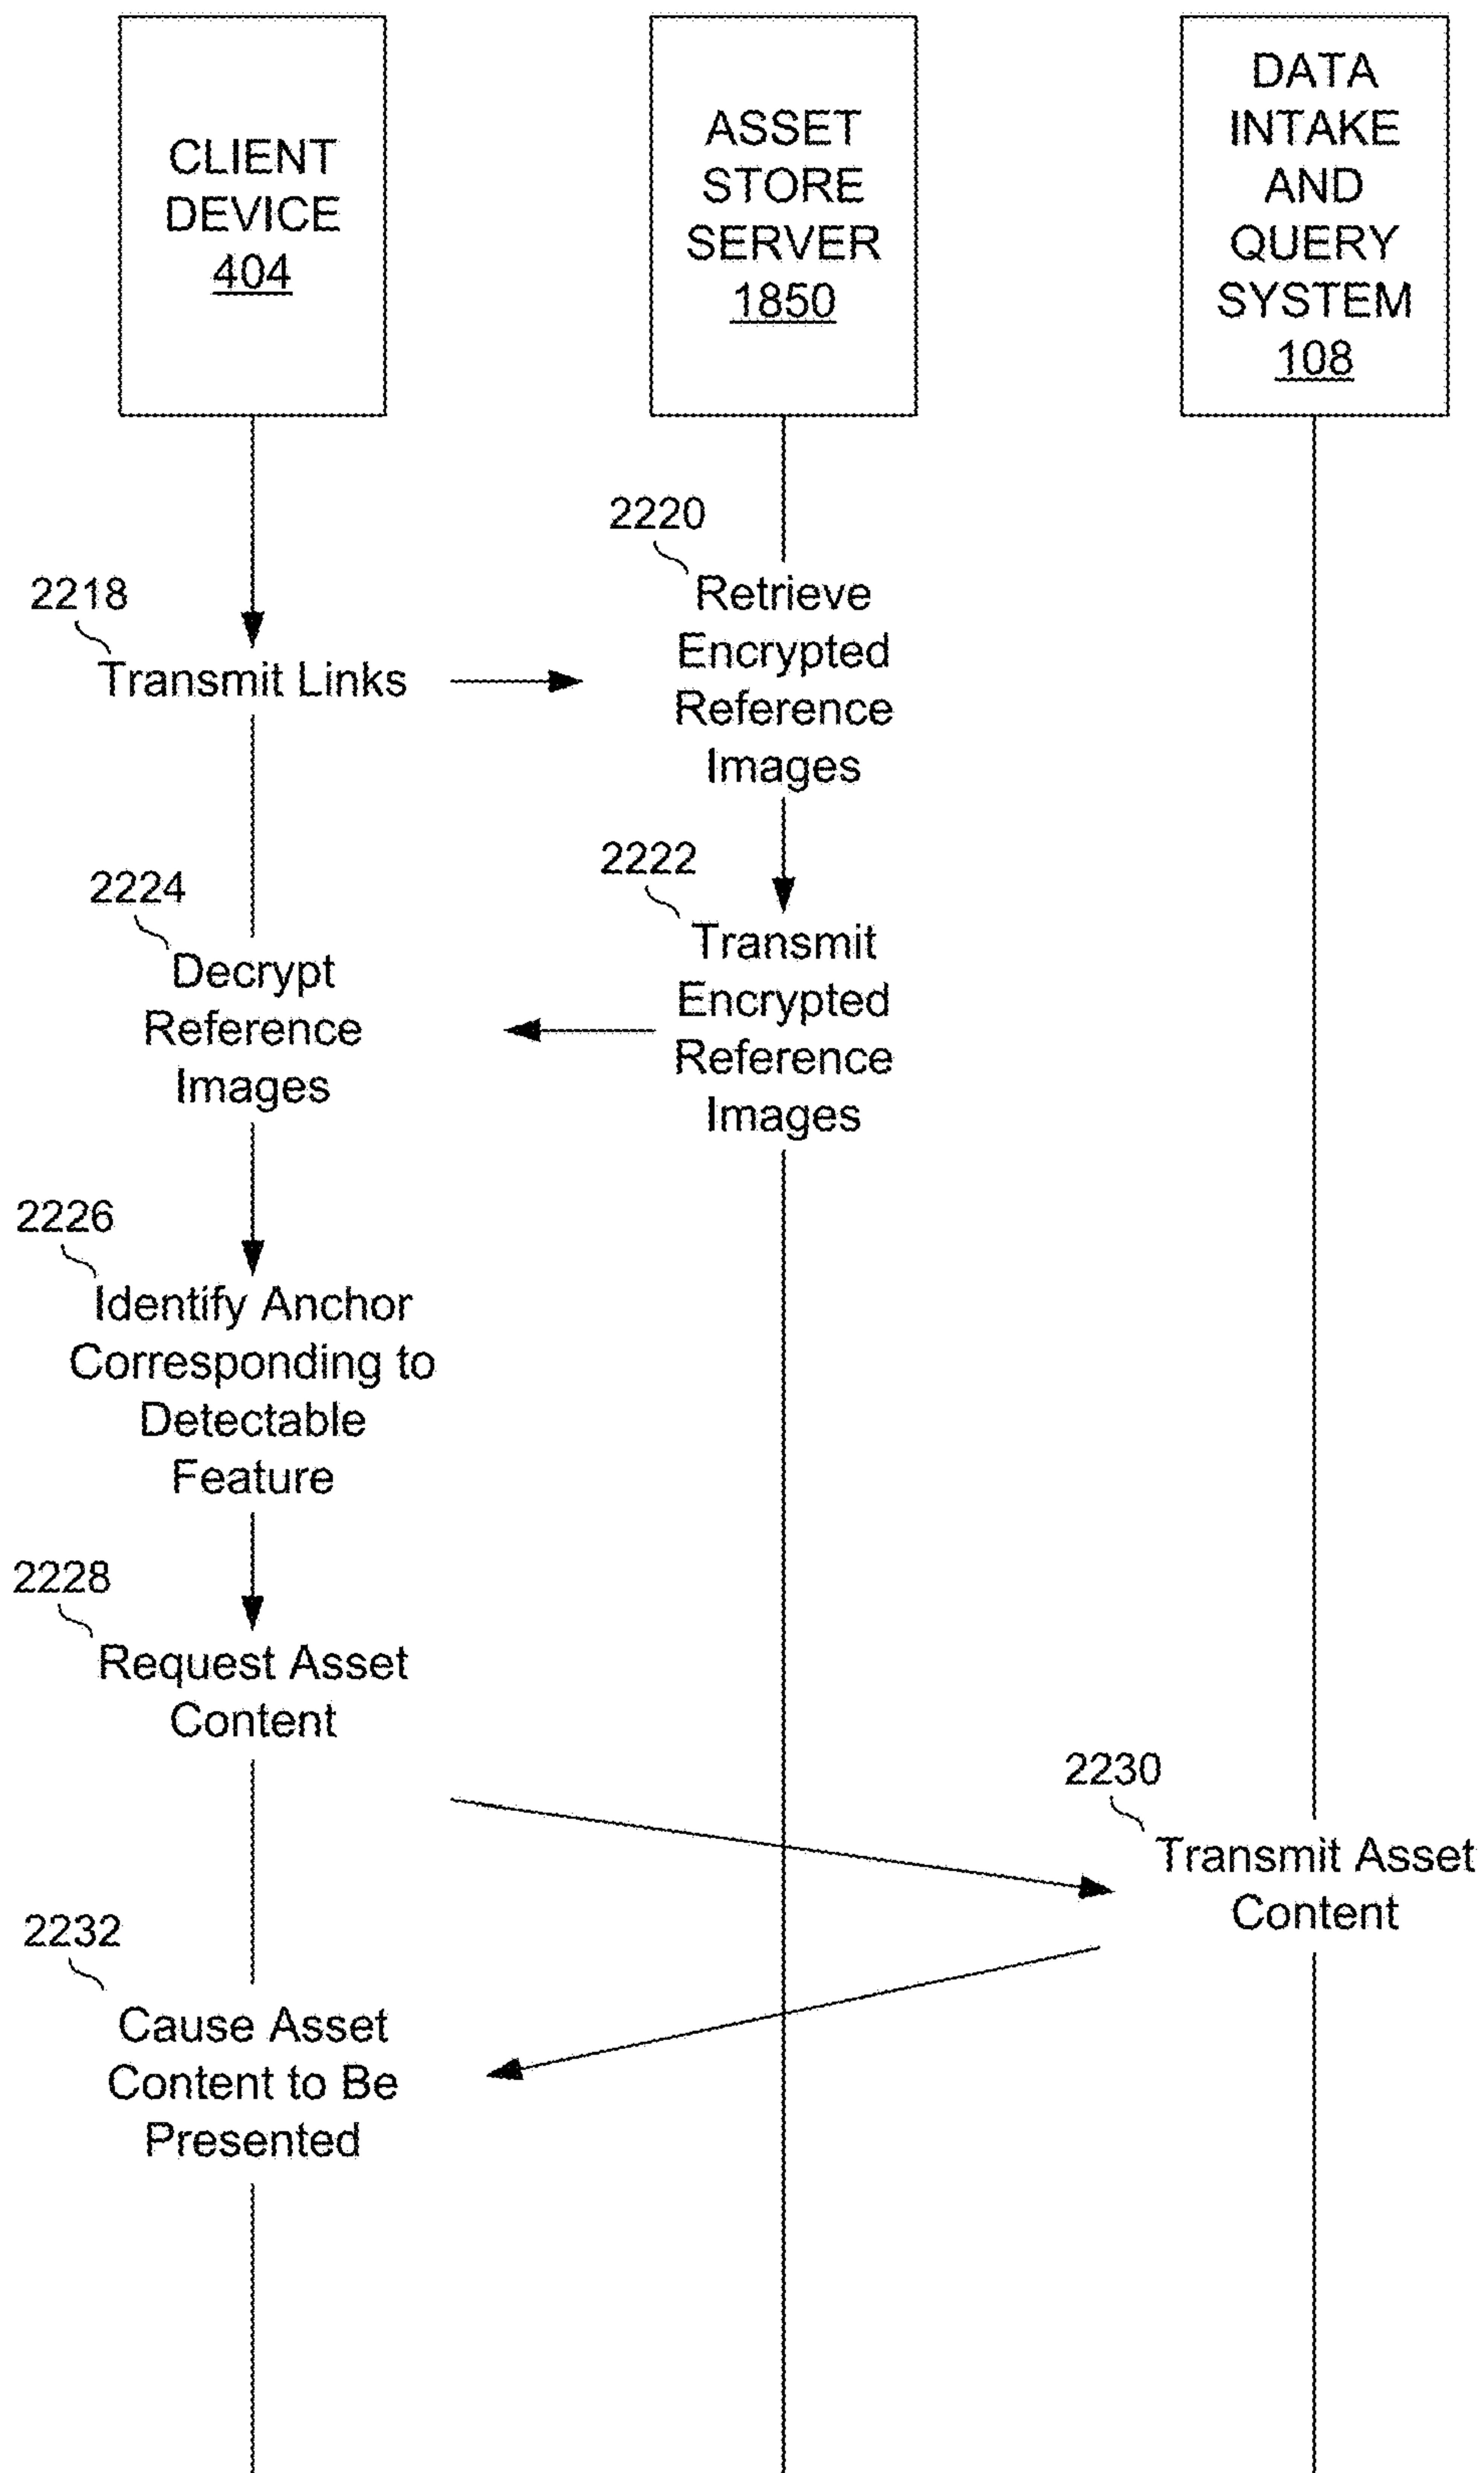 CLIENT
DEVICE
404
ASSET
STORE
SERVER
1850
DATA
INTAKE
AND
QUERY
SYSTEM
108
2218
Transmit Links
2220
Retrieve
Encrypted
Reference
Images
2222
Transmit
Encrypted
Reference
Images
2224
Decrypt
Reference
Images
2226
Identify Anchor
Corresponding to
Detectable
Feature
2228
Request Asset
Content
2230
Transmit Asset
Content
2232
Cause Asset
Content to Be
Presented